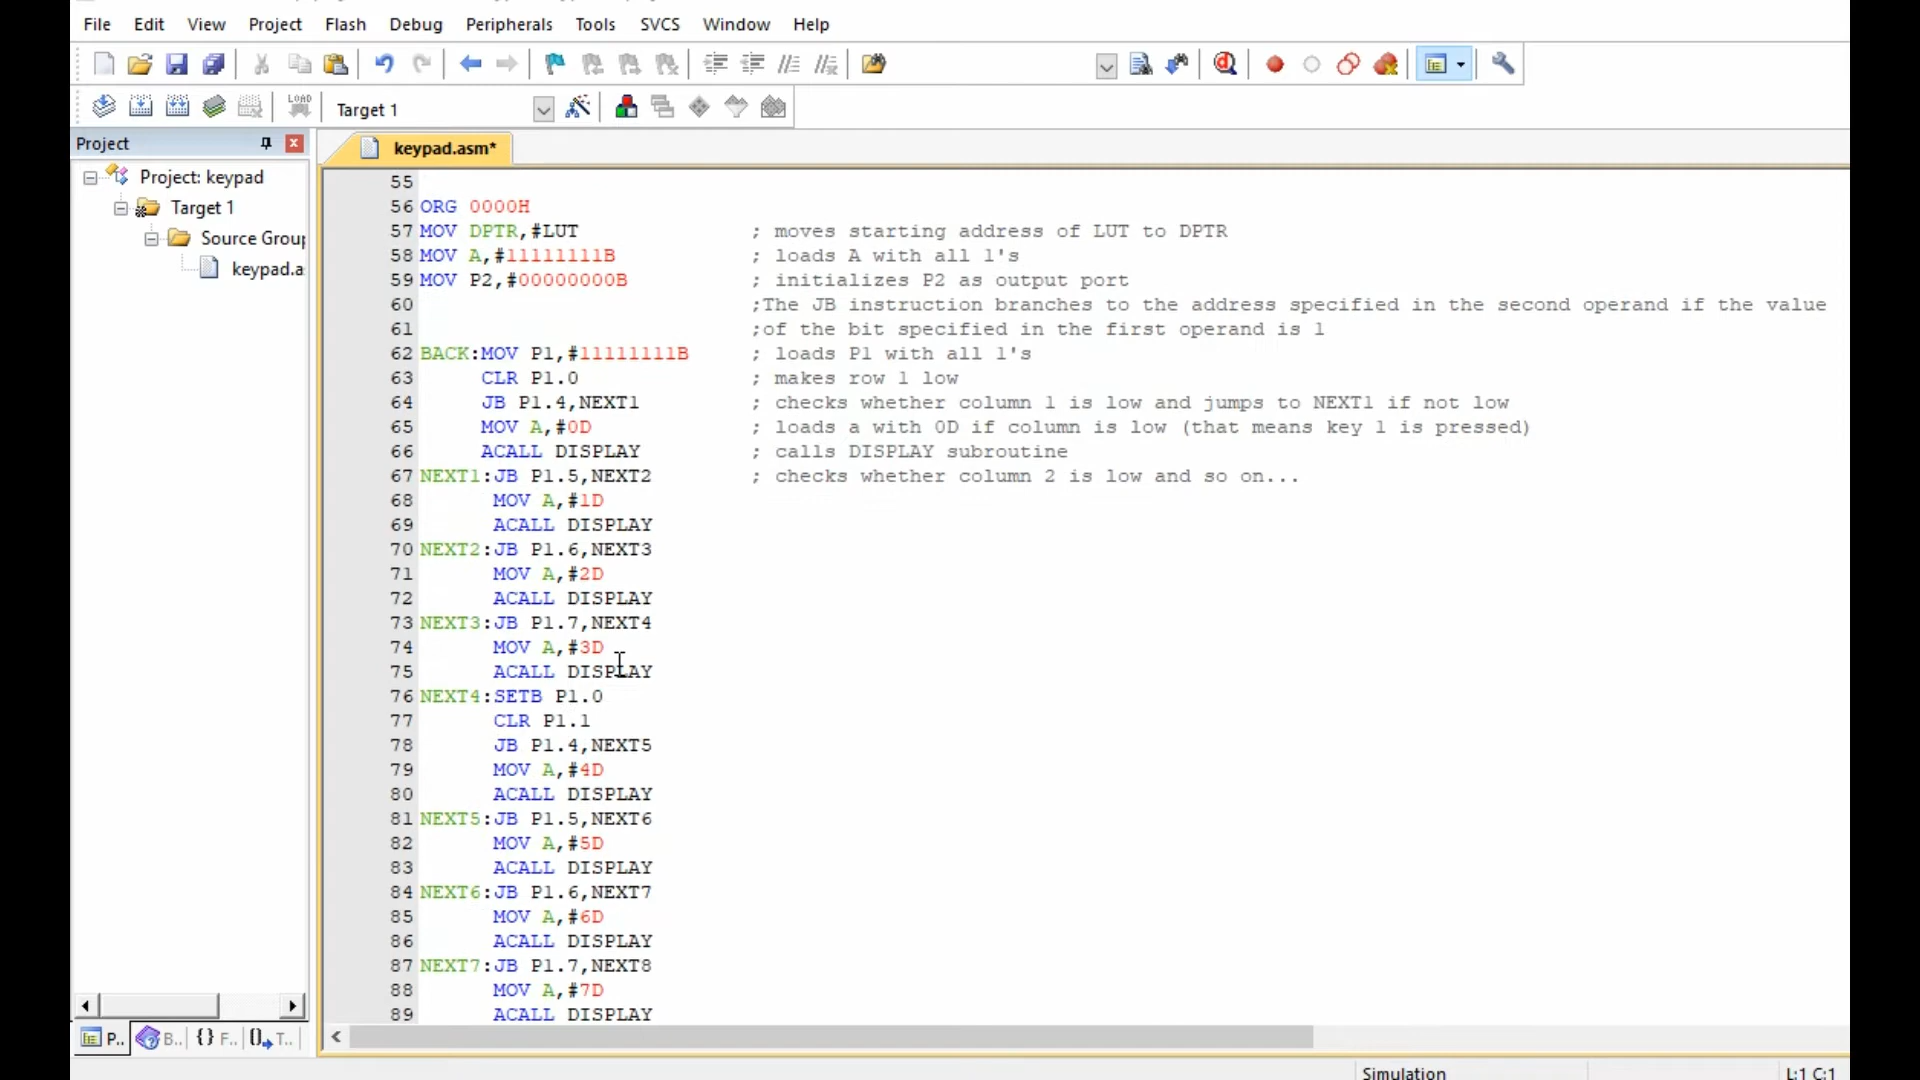 File Edit View Project Flash Debug Peripherals Tools SVCS Window Help
LOAD Target 1
Project
keypad.asm*
Project: keypad
Target 1
Source Group
keypad.a
55
56 ORG 0000H
57 MOV DPTR,#LUT ; moves starting address of LUT to DPTR
58 MOV A,#11111111B ; loads A with all 1's
59 MOV P2,#00000000B ; initializes P2 as output port
60 ;The JB instruction branches to the address specified in the second operand if the value
61 ;of the bit specified in the first operand is 1
62 BACK:MOV P1,#11111111B ; loads P1 with all 1's
63 CLR P1.0 ; makes row 1 low
64 JB P1.4,NEXT1 ; checks whether column 1 is low and jumps to NEXT1 if not low
65 MOV A,#0D ; loads a with 0D if column is low (that means key 1 is pressed)
66 ACALL DISPLAY ; calls DISPLAY subroutine
67 NEXT1:JB P1.5,NEXT2 ; checks whether column 2 is low and so on...
68 MOV A,#1D
69 ACALL DISPLAY
70 NEXT2:JB P1.6,NEXT3
71 MOV A,#2D
72 ACALL DISPLAY
73 NEXT3:JB P1.7,NEXT4
74 MOV A,#3D
75 ACALL DISPLAY
76 NEXT4:SETB P1.0
77 CLR P1.1
78 JB P1.4,NEXT5
79 MOV A,#4D
80 ACALL DISPLAY
81 NEXT5:JB P1.5,NEXT6
82 MOV A,#5D
83 ACALL DISPLAY
84 NEXT6:JB P1.6,NEXT7
85 MOV A,#6D
86 ACALL DISPLAY
87 NEXT7:JB P1.7,NEXT8
88 MOV A,#7D
89 ACALL DISPLAY
P.. B.. {} F.. T..
Simulation L:1 C:1